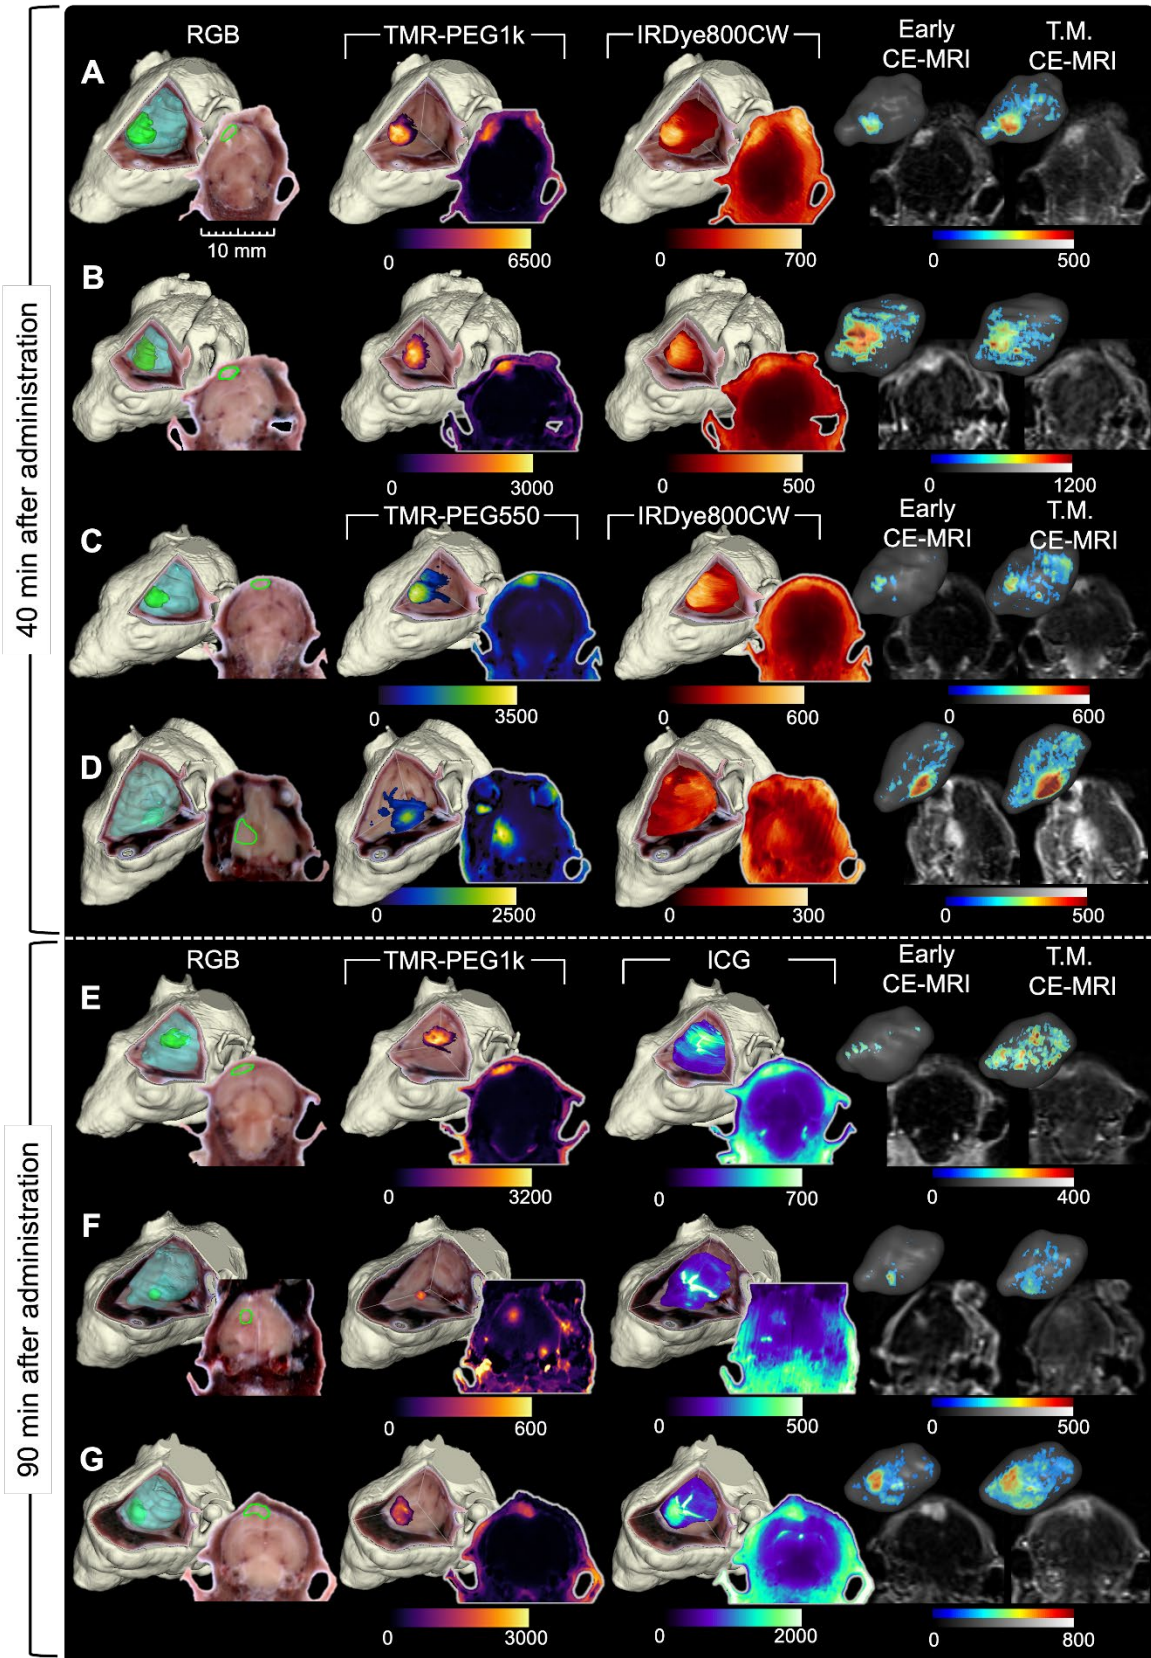 40 min after administration
RGB
TMR-PEG1k
IRDye800CW
Early CE-MRI
T.M. CE-MRI
A
10 mm
0 6500
0 700
0 500
B
0 3000
0 500
0 1200
TMR-PEG550
IRDye800CW
Early CE-MRI
T.M. CE-MRI
C
0 3500
0 600
0 600
D
0 2500
0 300
0 500
90 min after administration
RGB
TMR-PEG1k
ICG
Early CE-MRI
T.M. CE-MRI
E
0 3200
0 700
0 400
F
0 600
0 500
0 500
G
0 3000
0 2000
0 800